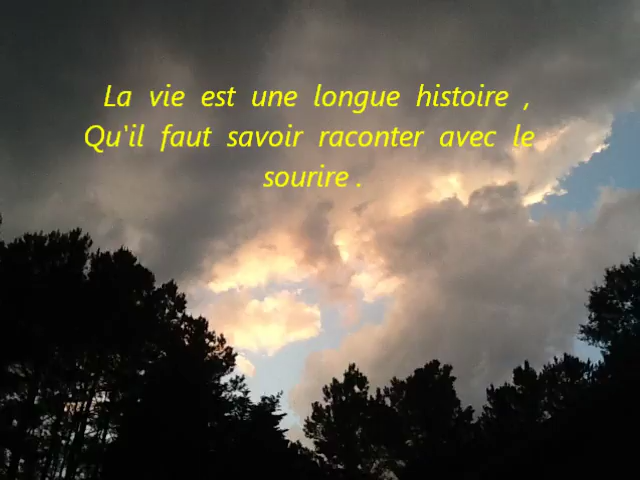 La vie est une longue histoire ,
Qu'il faut savoir raconter avec le
sourire .